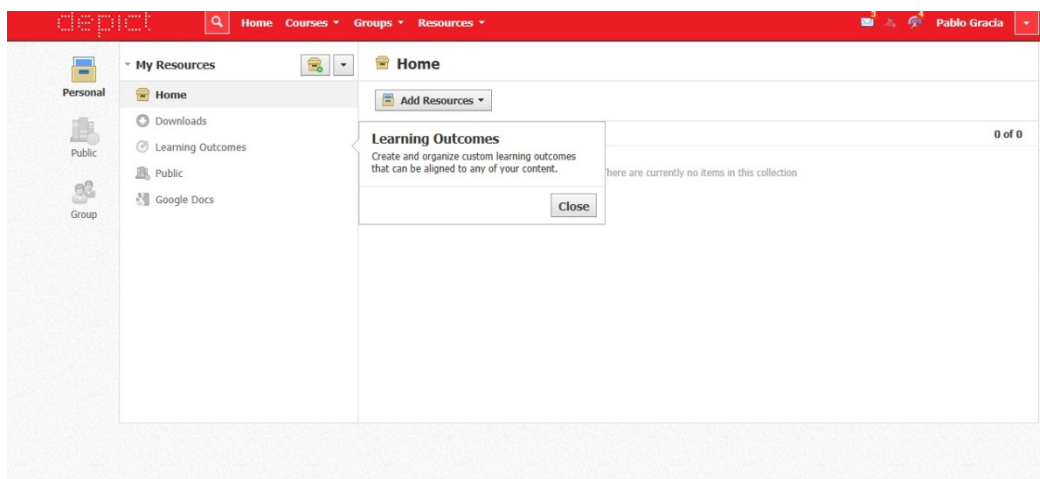 depict Home Courses Groups Resources 3 4 Pablo Gracia
Personal
Public
Group
My Resources
Home
Downloads
Learning Outcomes
Public
Google Docs
Home
Add Resources
0 of 0
Learning Outcomes
Create and organize custom learning outcomes
that can be aligned to any of your content.
Close
here are currently no items in this collection